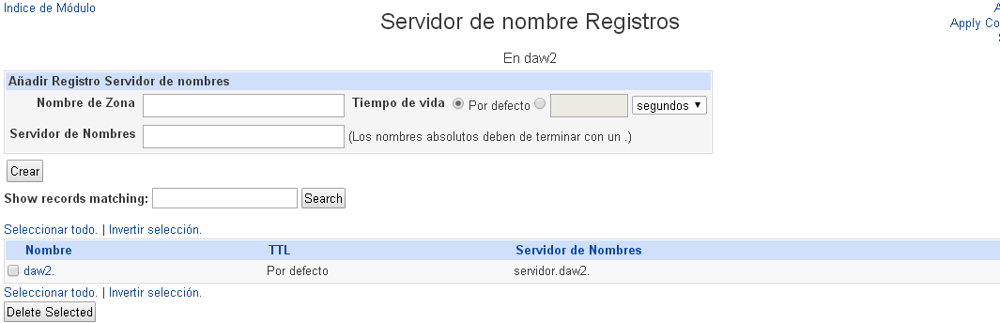 Indice de Módulo
Servidor de nombre Registros
Apply Co
En daw2
Añadir Registro Servidor de nombres
Nombre de Zona Tiempo de vida Por defecto segundos
Servidor de Nombres (Los nombres absolutos deben de terminar con un .)
Crear
Show records matching: Search
Seleccionar todo. | Invertir selección.
Nombre TTL Servidor de Nombres
daw2. Por defecto servidor.daw2.
Seleccionar todo. | Invertir selección.
Delete Selected